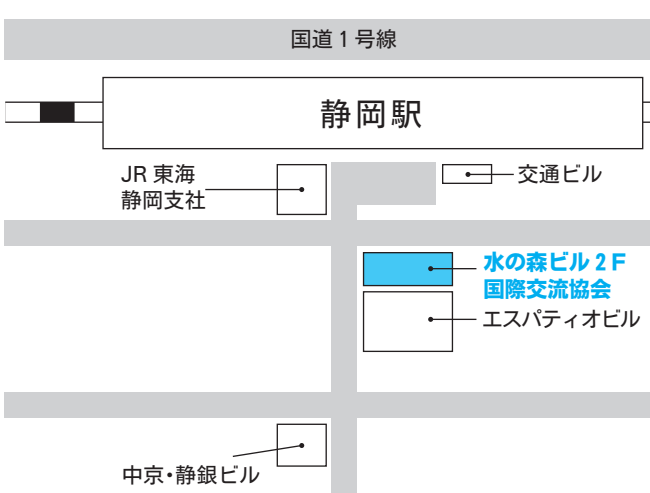 国道1号線
静岡駅
JR 東海
静岡支社
交通ビル
水の森ビル2F
国際交流協会
エスパティオビル
中京・静銀ビル